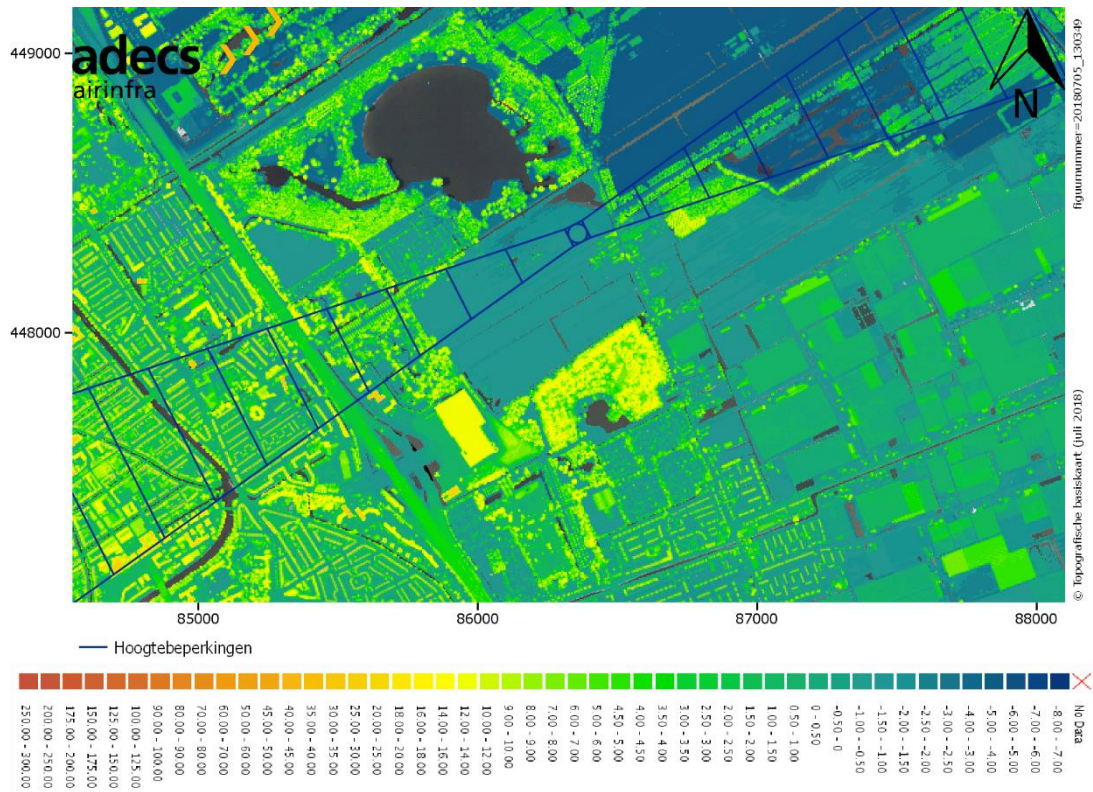 449000
adecs
airinfra
N
figuurnummer=20180705_130349
448000
© Topografische basiskaart (juli 2018)
85000
86000
87000
88000
Hoogtebeperkingen
250.00 - 300.00
200.00 - 250.00
175.00 - 200.00
150.00 - 175.00
125.00 - 150.00
100.00 - 125.00
90.00 - 100.00
80.00 - 90.00
70.00 - 80.00
60.00 - 70.00
50.00 - 60.00
45.00 - 50.00
40.00 - 45.00
35.00 - 40.00
30.00 - 35.00
25.00 - 30.00
20.00 - 25.00
18.00 - 20.00
16.00 - 18.00
14.00 - 16.00
12.00 - 14.00
10.00 - 12.00
9.00 - 10.00
8.00 - 9.00
7.00 - 8.00
6.00 - 7.00
5.00 - 6.00
4.50 - 5.00
4.00 - 4.50
3.50 - 4.00
3.00 - 3.50
2.50 - 3.00
2.00 - 2.50
1.50 - 2.00
1.00 - 1.50
0.50 - 1.00
0 - 0.50
-0.50 - 0
-1.00 - -0.50
-1.50 - -1.00
-2.00 - -1.50
-2.50 - -2.00
-3.00 - -2.50
-4.00 - -3.00
-5.00 - -4.00
-6.00 - -5.00
-7.00 - -6.00
-8.00 - -7.00
No Data